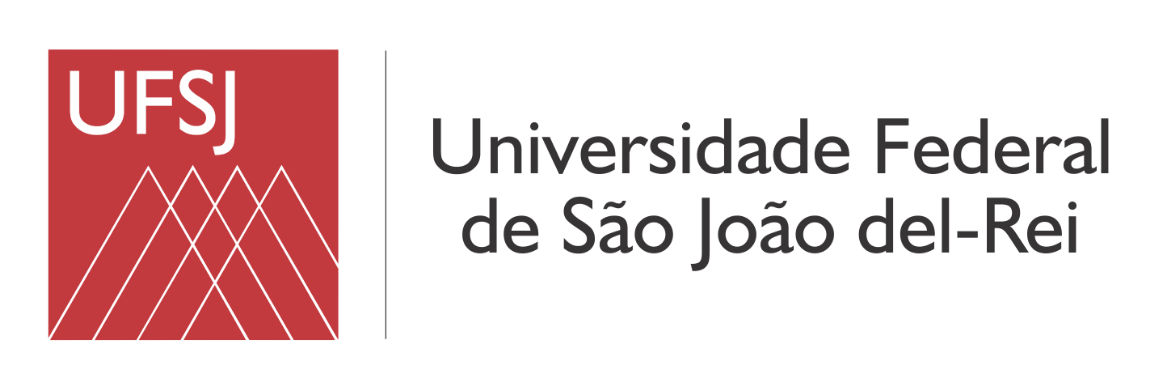 UFSJ
Universidade Federal
de São João del-Rei